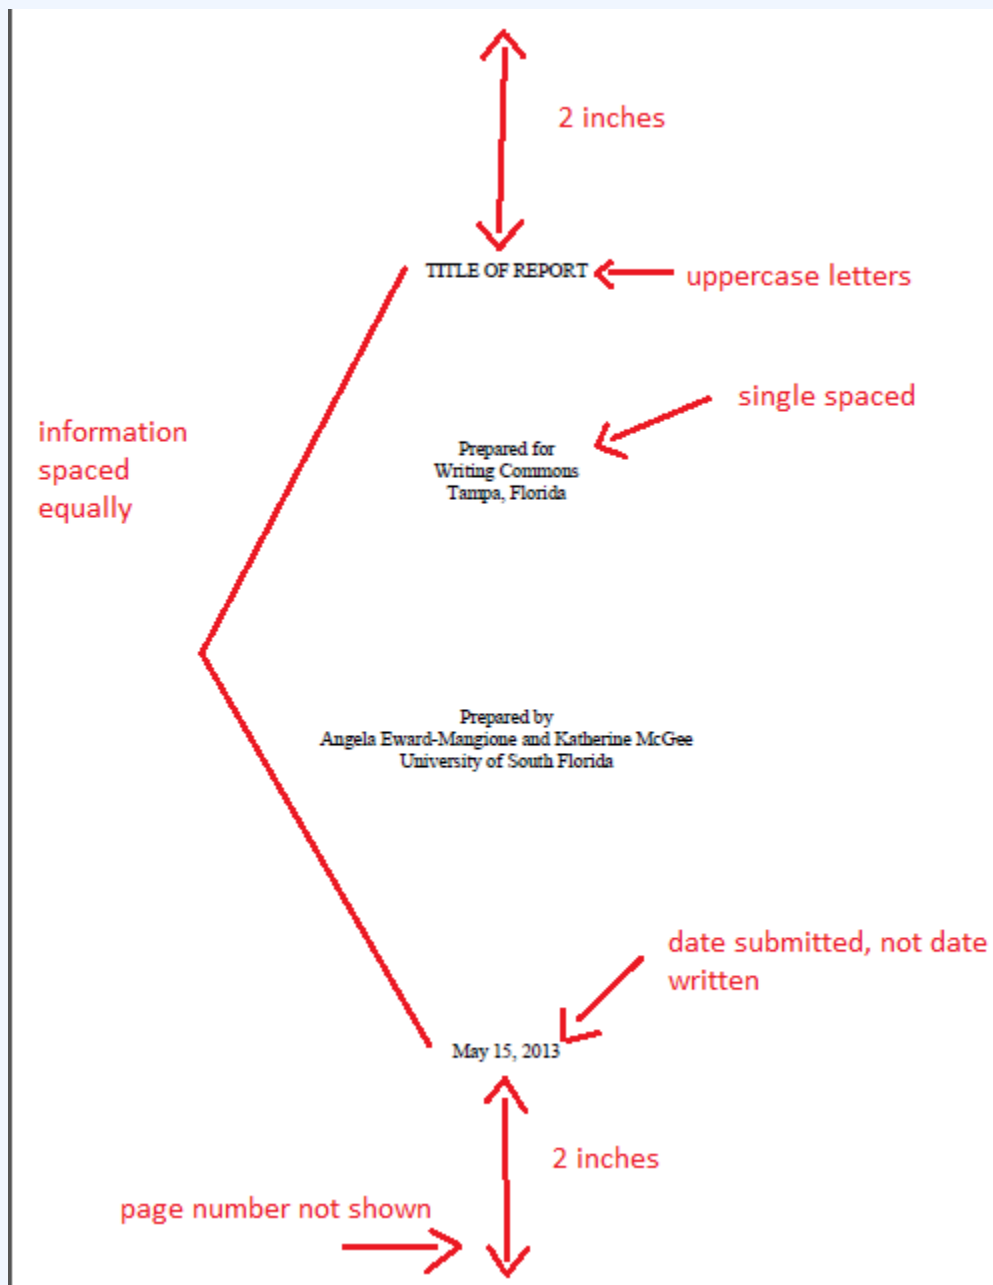 2 inches
TITLE OF REPORT
uppercase letters
single spaced
information
spaced
equally
Prepared for
Writing Commons
Tampa, Florida
Prepared by
Angela Eward-Mangione and Katherine McGee
University of South Florida
date submitted, not date
written
May 15, 2013
2 inches
page number not shown